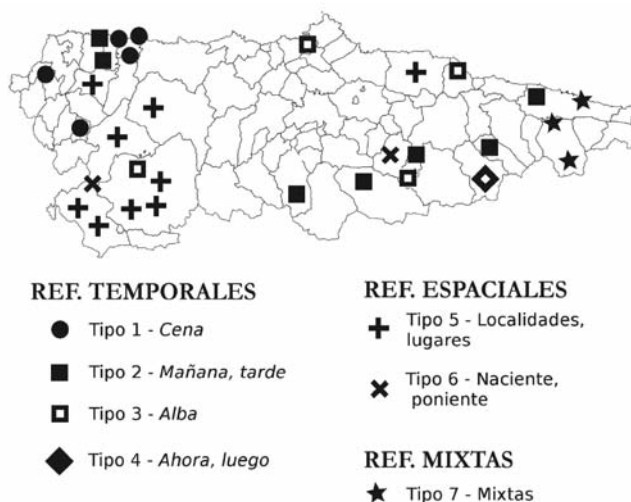 REF. TEMPORALES
Tipo 1 - Cena
Tipo 2 - Mañana, tarde
Tipo 3 - Alba
Tipo 4 - Ahora, luego
REF. ESPACIALES
Tipo 5 - Localidades,
lugares
Tipo 6 - Naciente,
poniente
REF. MIXTAS
Tipo 7 - Mixtas